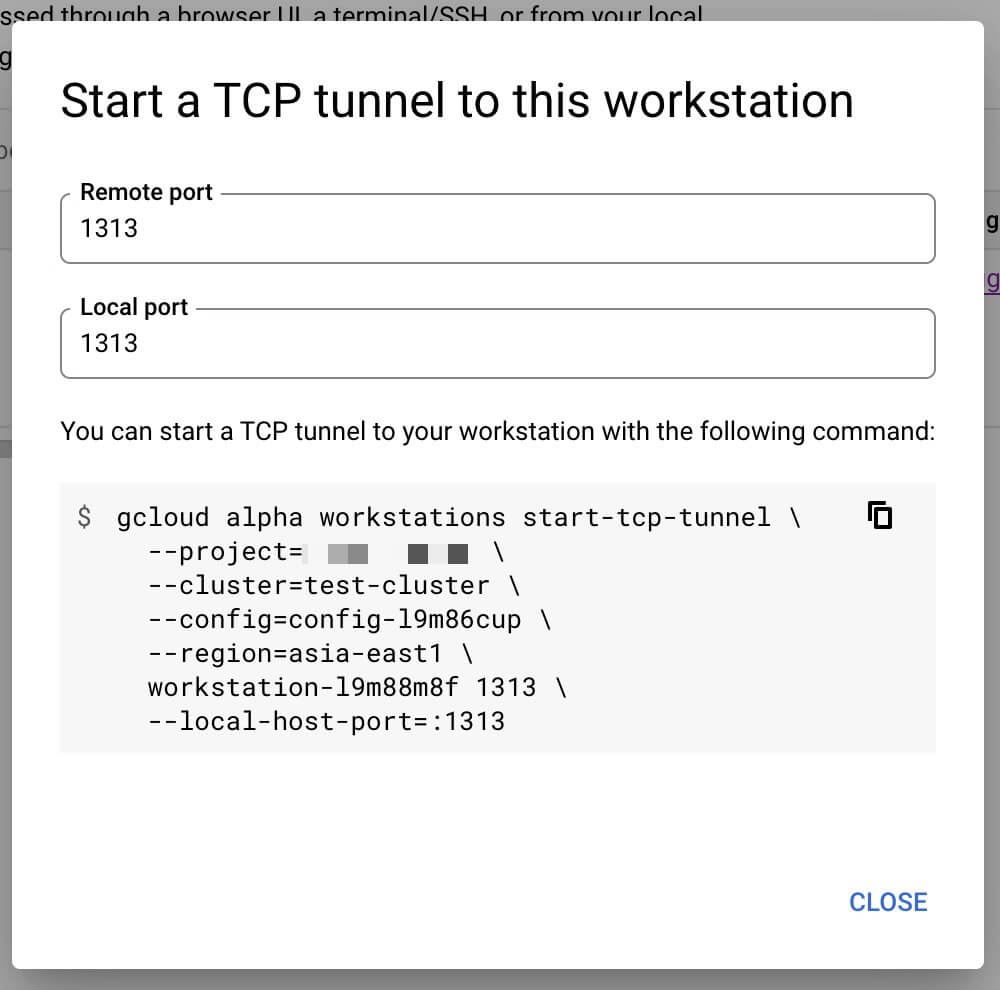 ssed through a browser UI, a terminal/SSH, or from your local
g
Start a TCP tunnel to this workstation
Remote port
1313
Local port
1313
g
g
You can start a TCP tunnel to your workstation with the following command:
$ gcloud alpha workstations start-tcp-tunnel \
--project= \
--cluster=test-cluster \
--config=config-l9m86cup \
--region=asia-east1 \
workstation-l9m88m8f 1313 \
--local-host-port=:1313
CLOSE